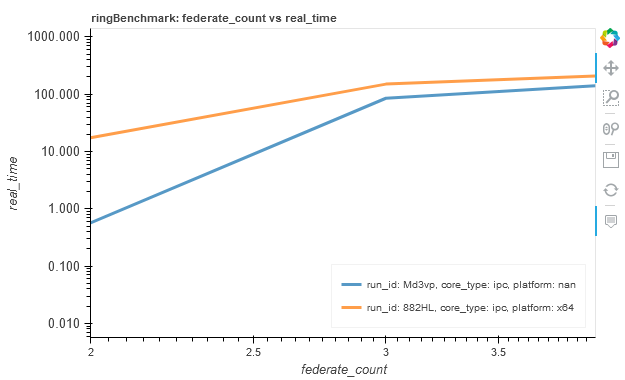 ringBenchmark: federate_count vs real_time
1000.000
100.000
10.000
1.000
0.100
0.010
real_time
run_id: Md3vp, core_type: ipc, platform: nan
run_id: 882HL, core_type: ipc, platform: x64
2
2.5
3
3.5
federate_count